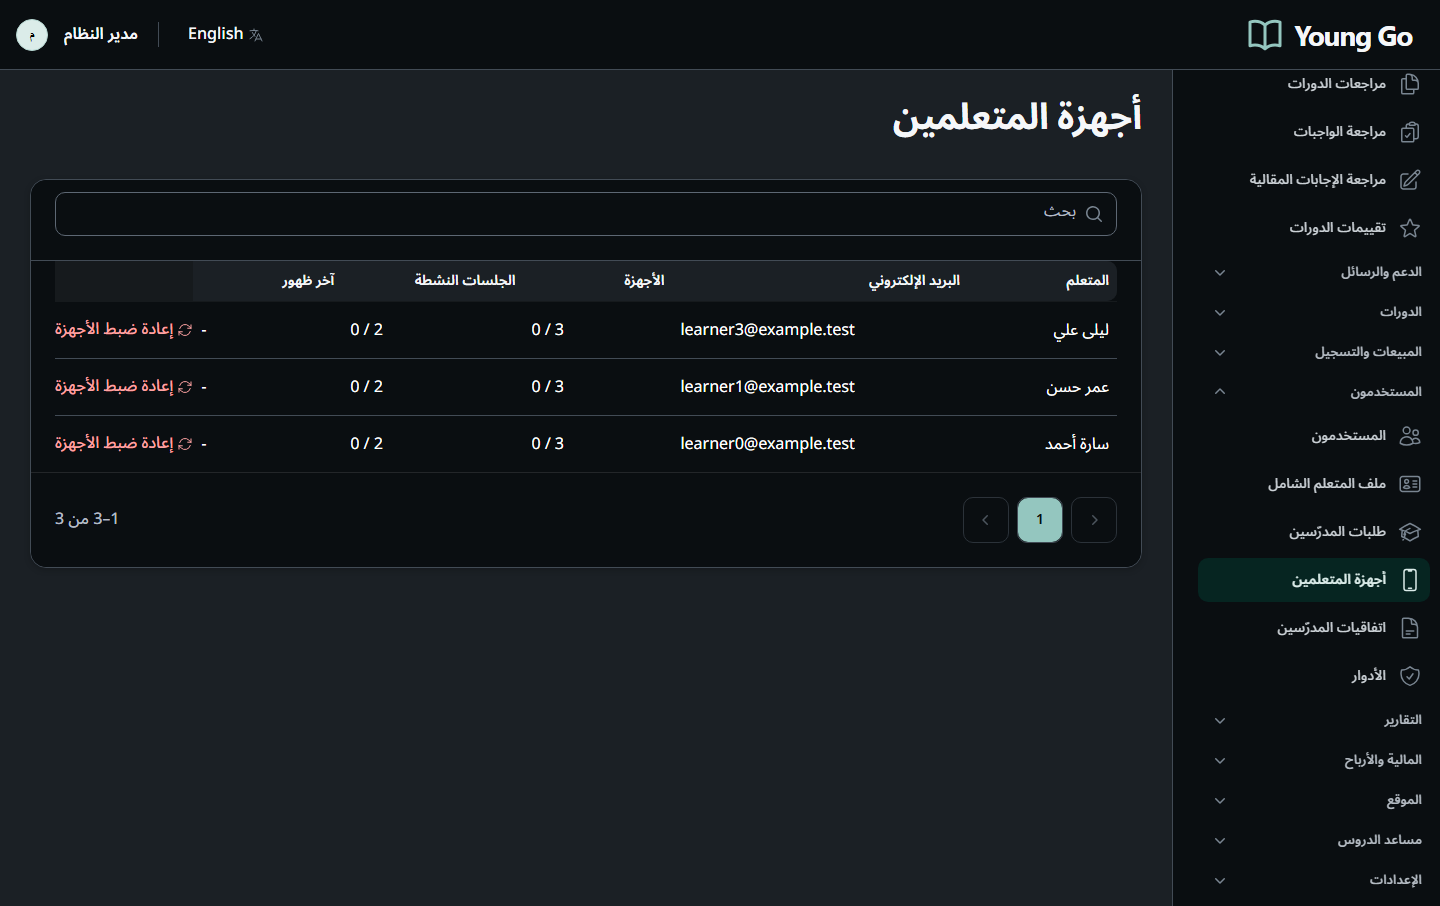 Young Go
English
مدير النظام
م
مراجعات الدورات
مراجعة الواجبات
مراجعة الإجابات المقالية
تقييمات الدورات
الدعم والرسائل
الدورات
المبيعات والتسجيل
المستخدمون
المستخدمون
ملف المتعلم الشامل
طلبات المدرّسين
أجهزة المتعلمين
اتفاقيات المدرّسين
الأدوار
التقارير
المالية والأرباح
الموقع
مساعد الدروس
الإعدادات
أجهزة المتعلمين
بحث
المتعلم البريد الإلكتروني الأجهزة الجلسات النشطة آخر ظهور
ليلى علي learner3@example.test 0 / 3 0 / 2 - إعادة ضبط الأجهزة
عمر حسن learner1@example.test 0 / 3 0 / 2 - إعادة ضبط الأجهزة
سارة أحمد learner0@example.test 0 / 3 0 / 2 - إعادة ضبط الأجهزة
1
1–3 من 3